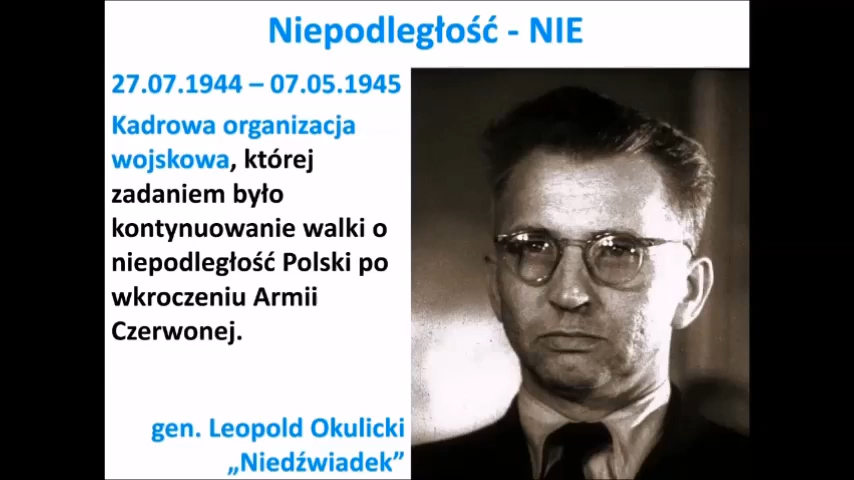 Niepodległość - NIE
27.07.1944 – 07.05.1945
Kadrowa organizacja
wojskowa, której
zadaniem było
kontynuowanie walki o
niepodległość Polski po
wkroczeniu Armii
Czerwonej.
gen. Leopold Okulicki
„Niedźwiadek”